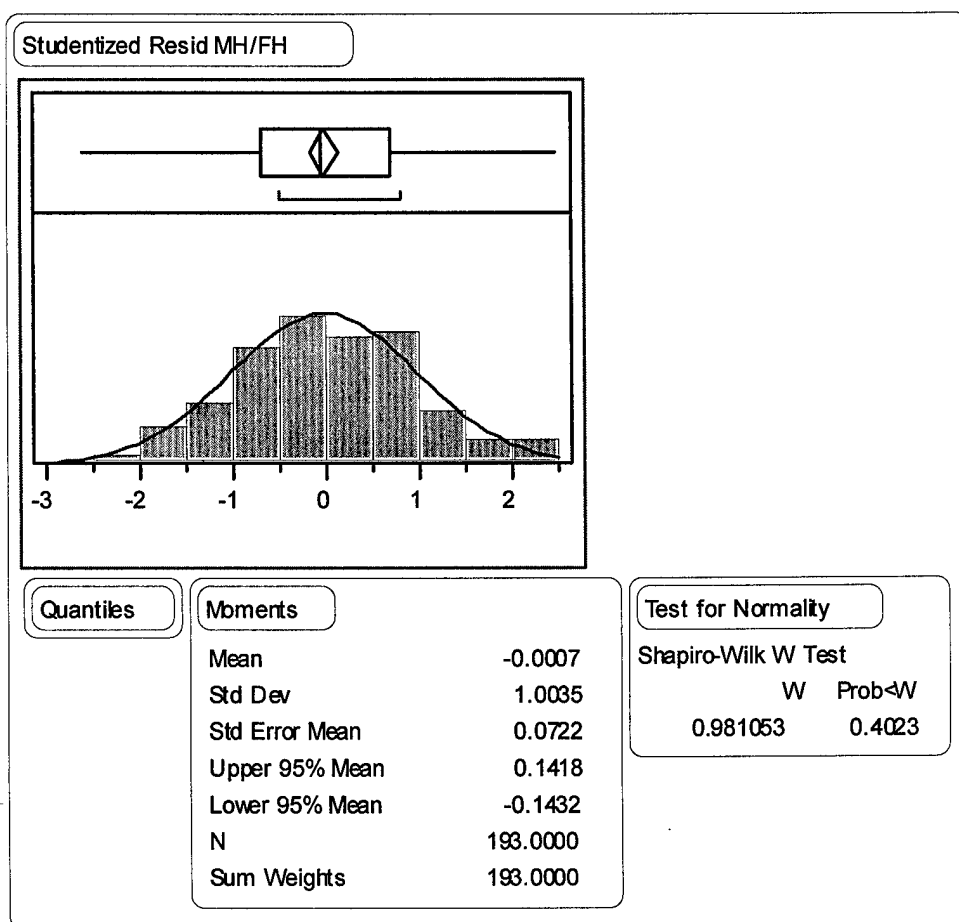 Studentized Resid MH/FH
-3 -2 -1 0 1 2
Quantiles
Moments
Mean -0.0007
Std Dev 1.0035
Std Error Mean 0.0722
Upper 95% Mean 0.1418
Lower 95% Mean -0.1432
N 193.0000
Sum Weights 193.0000
Test for Normality
Shapiro-Wilk W Test
W Prob<W
0.981053 0.4023